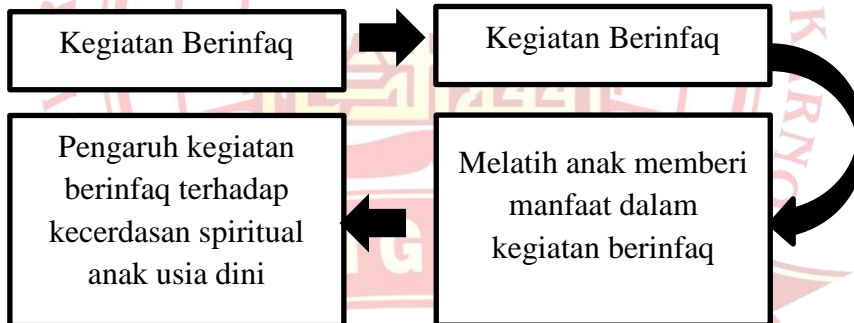 Kegiatan Berinfaq
Kegiatan Berinfaq
Melatih anak memberi
manfaat dalam
kegiatan berinfaq
Pengaruh kegiatan
berinfaq terhadap
kecerdasan spiritual
anak usia dini